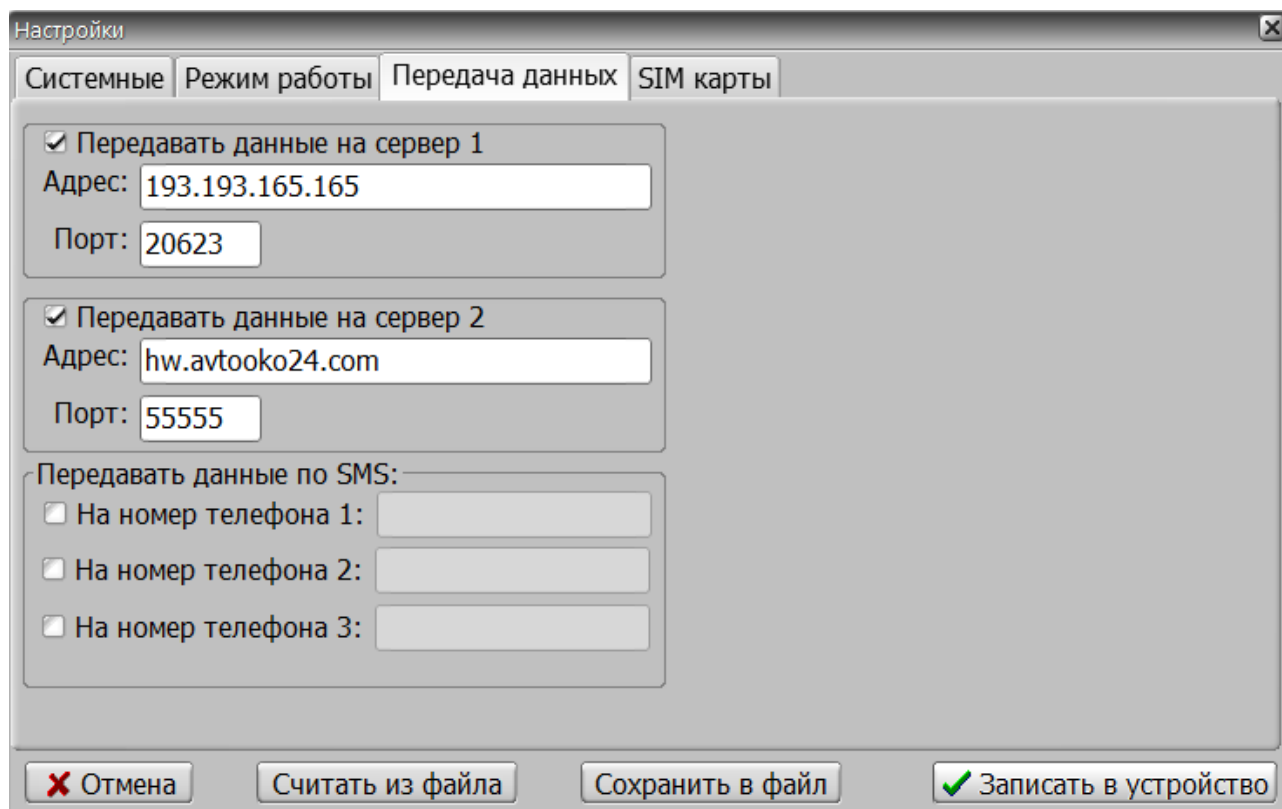 Настройки
Системные Режим работы Передача данных SIM карты
Передавать данные на сервер 1
Адрес: 193.193.165.165
Порт: 20623
Передавать данные на сервер 2
Адрес: hw.avtooko24.com
Порт: 55555
Передавать данные по SMS:
На номер телефона 1:
На номер телефона 2:
На номер телефона 3:
Отмена Считать из файла Сохранить в файл Записать в устройство